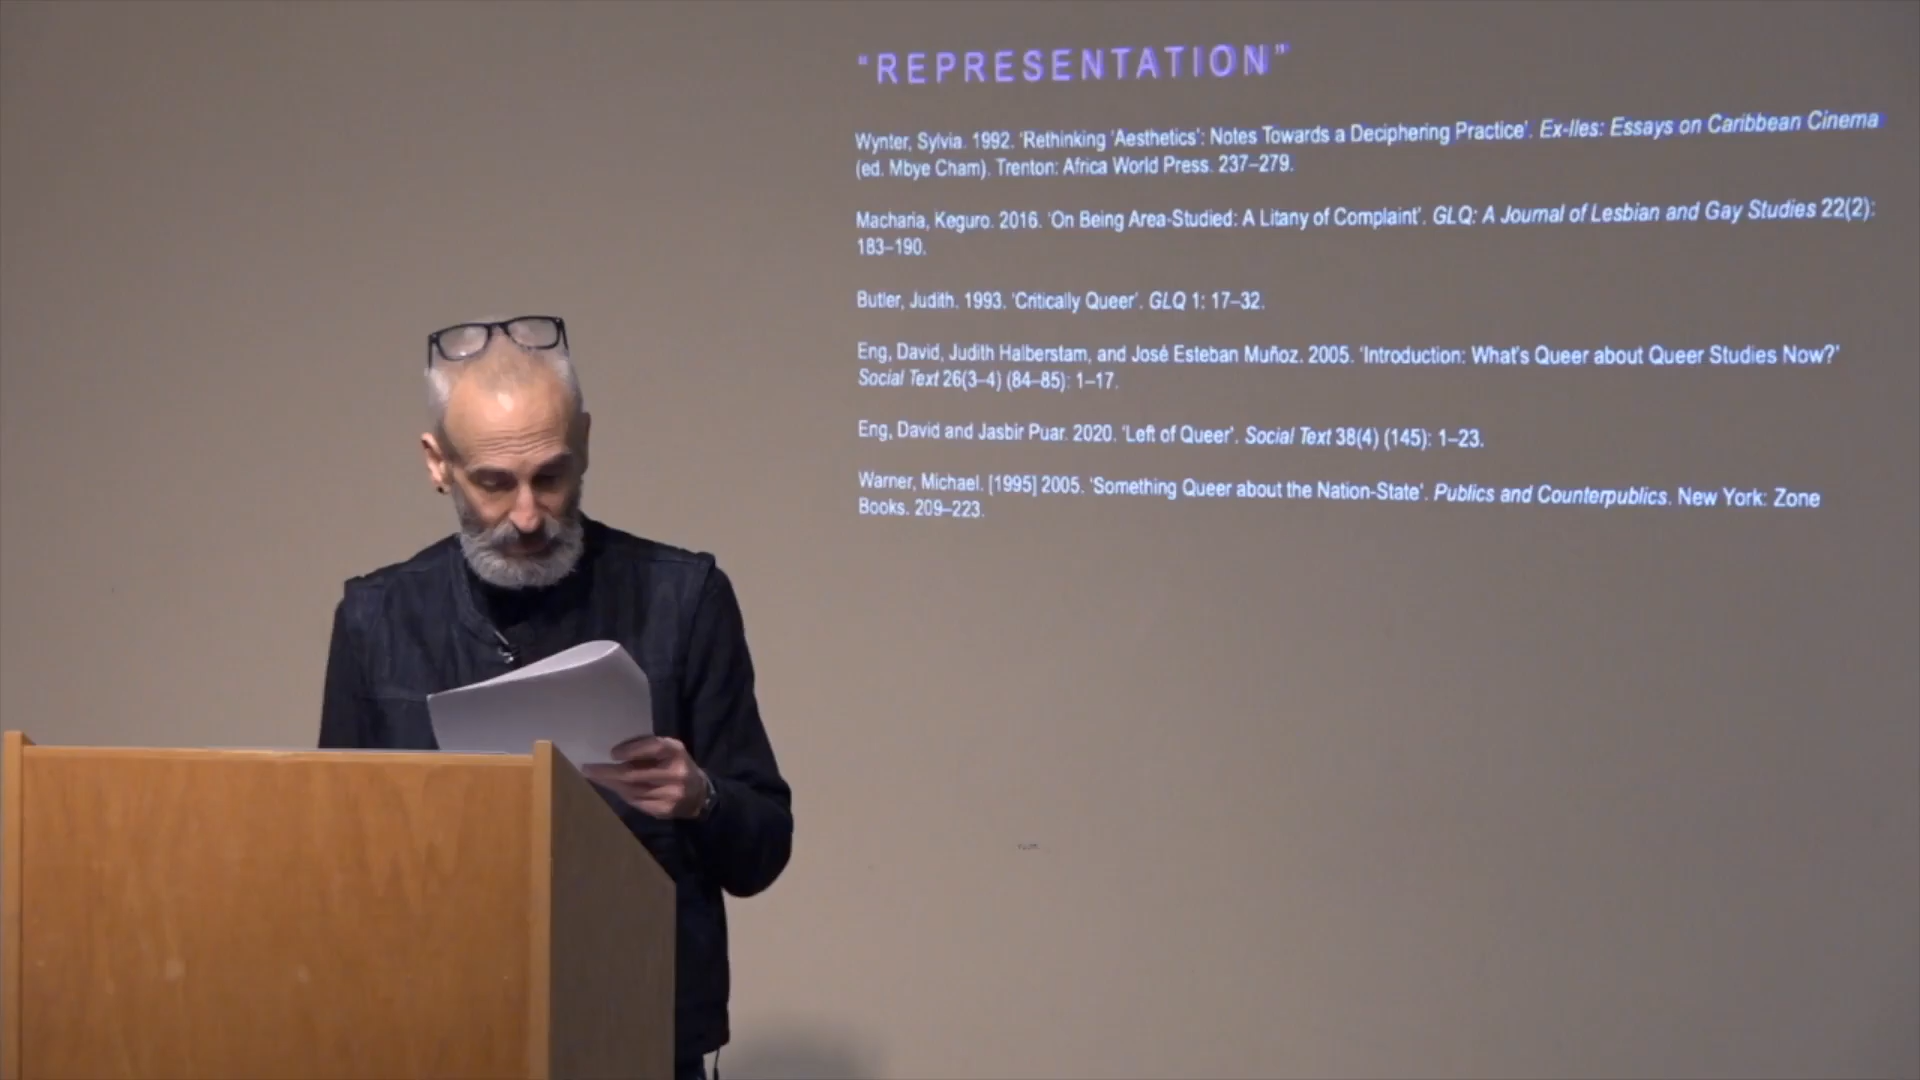 “REPRESENTATION”
Wynter, Sylvia. 1992. ‘Rethinking ‘Aesthetics’: Notes Towards a Deciphering Practice’. Ex-Iles: Essays on Caribbean Cinema
(ed. Mbye Cham). Trenton: Africa World Press. 237–279.
Macharia, Keguro. 2016. ‘On Being Area-Studied: A Litany of Complaint’. GLQ: A Journal of Lesbian and Gay Studies 22(2):
183–190.
Butler, Judith. 1993. ‘Critically Queer’. GLQ 1: 17–32.
Eng, David, Judith Halberstam, and José Esteban Muñoz. 2005. ‘Introduction: What’s Queer about Queer Studies Now?’
Social Text 26(3–4) (84–85): 1–17.
Eng, David and Jasbir Puar. 2020. ‘Left of Queer’. Social Text 38(4) (145): 1–23.
Warner, Michael. [1995] 2005. ‘Something Queer about the Nation-State’. Publics and Counterpublics. New York: Zone
Books. 209–223.